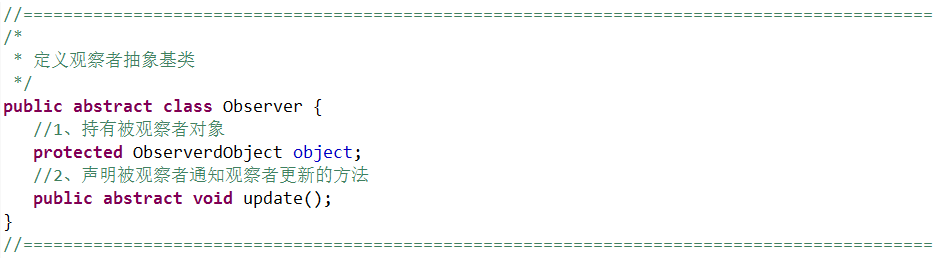 //===========================================================================================
/*
 * 定义观察者抽象基类
 */
public abstract class Observer {
   //1、持有被观察者对象
   protected ObserverdObject object;
   //2、声明被观察者通知观察者更新的方法
   public abstract void update();
}
//===========================================================================================